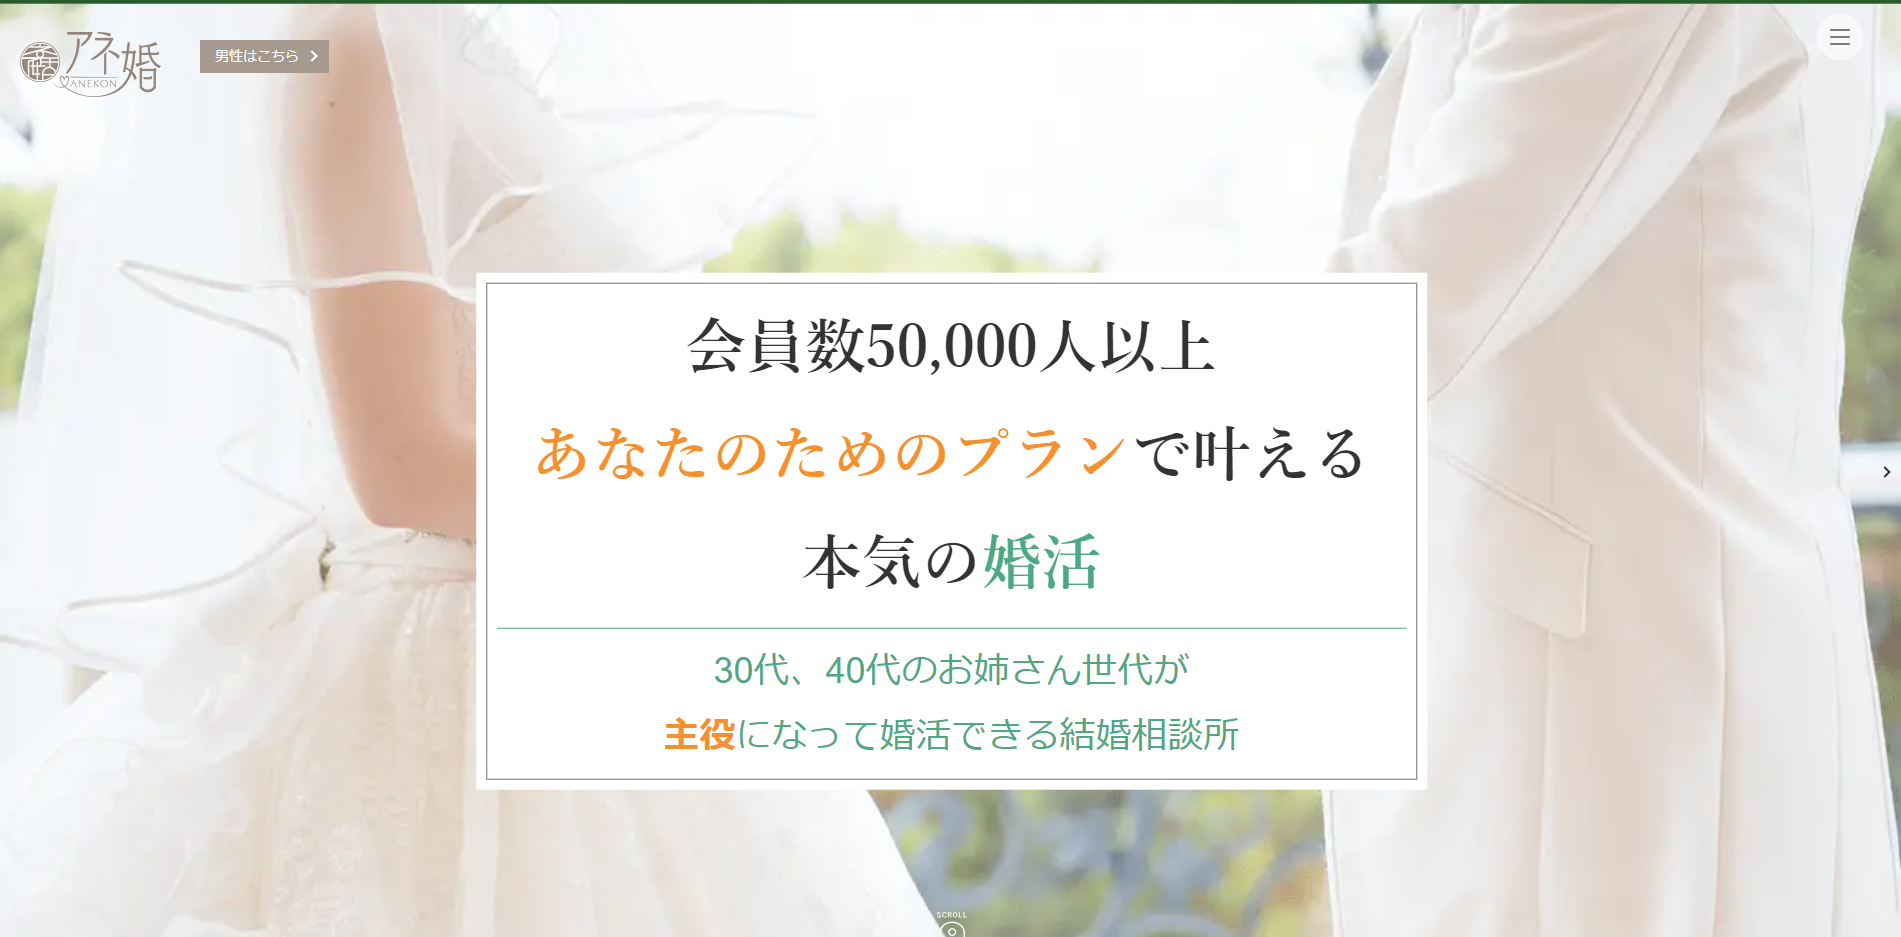 アネ婚
ANEKON
男性はこちら
会員数50,000人以上
あなたのためのプランで叶える
本気の婚活
30代、40代のお姉さん世代が
主役になって婚活できる結婚相談所
SCROLL